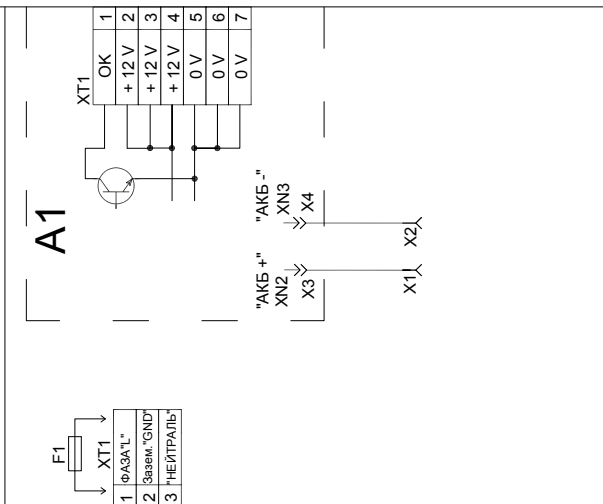 A1
XT1
1 OK
2 + 12 V
3 + 12 V
4 + 12 V
5 0 V
6 0 V
7 0 V
"АКБ -"
XN3
X4
X2
"АКБ +"
XN2
X3
X1
F1
XT1
1 ФАЗА"L"
2 Зазем."GND"
3 "НЕЙТРАЛЬ"